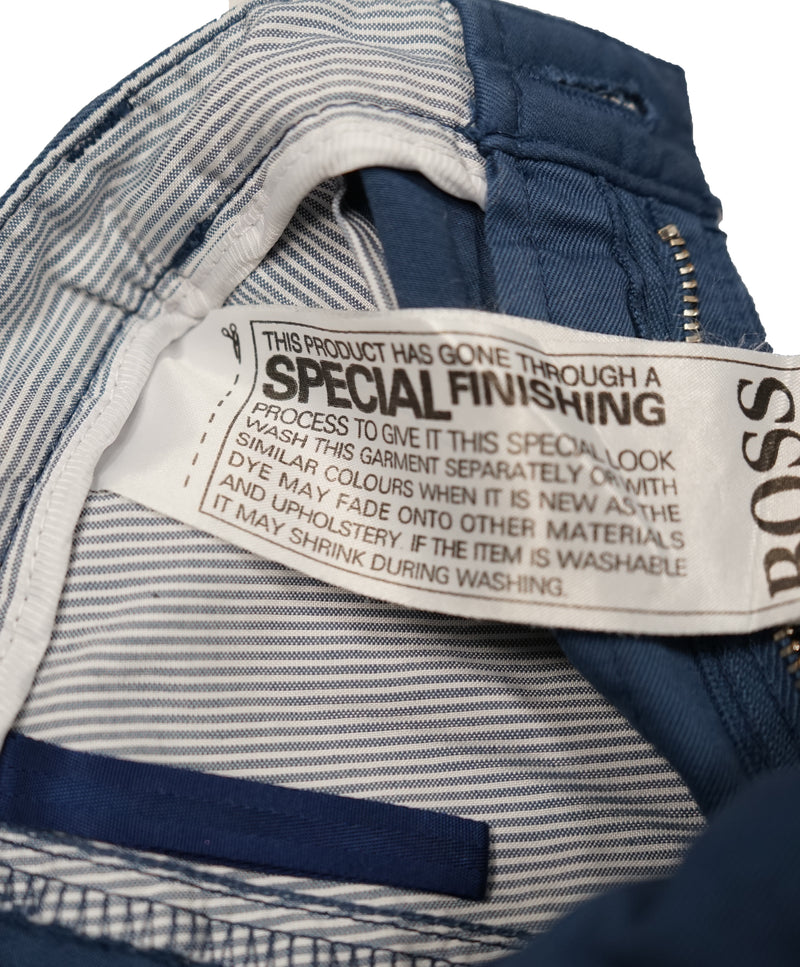 THIS PRODUCT HAS GONE THROUGH A
SPECIAL FINISHING
PROCESS TO GIVE IT THIS SPECIAL LOOK
WASH THIS GARMENT SEPARATELY OR WITH
SIMILAR COLOURS WHEN IT IS NEW AS THE
DYE MAY FADE ONTO OTHER MATERIALS
AND UPHOLSTERY. IF THE ITEM IS WASHABLE
IT MAY SHRINK DURING WASHING.
BOSS